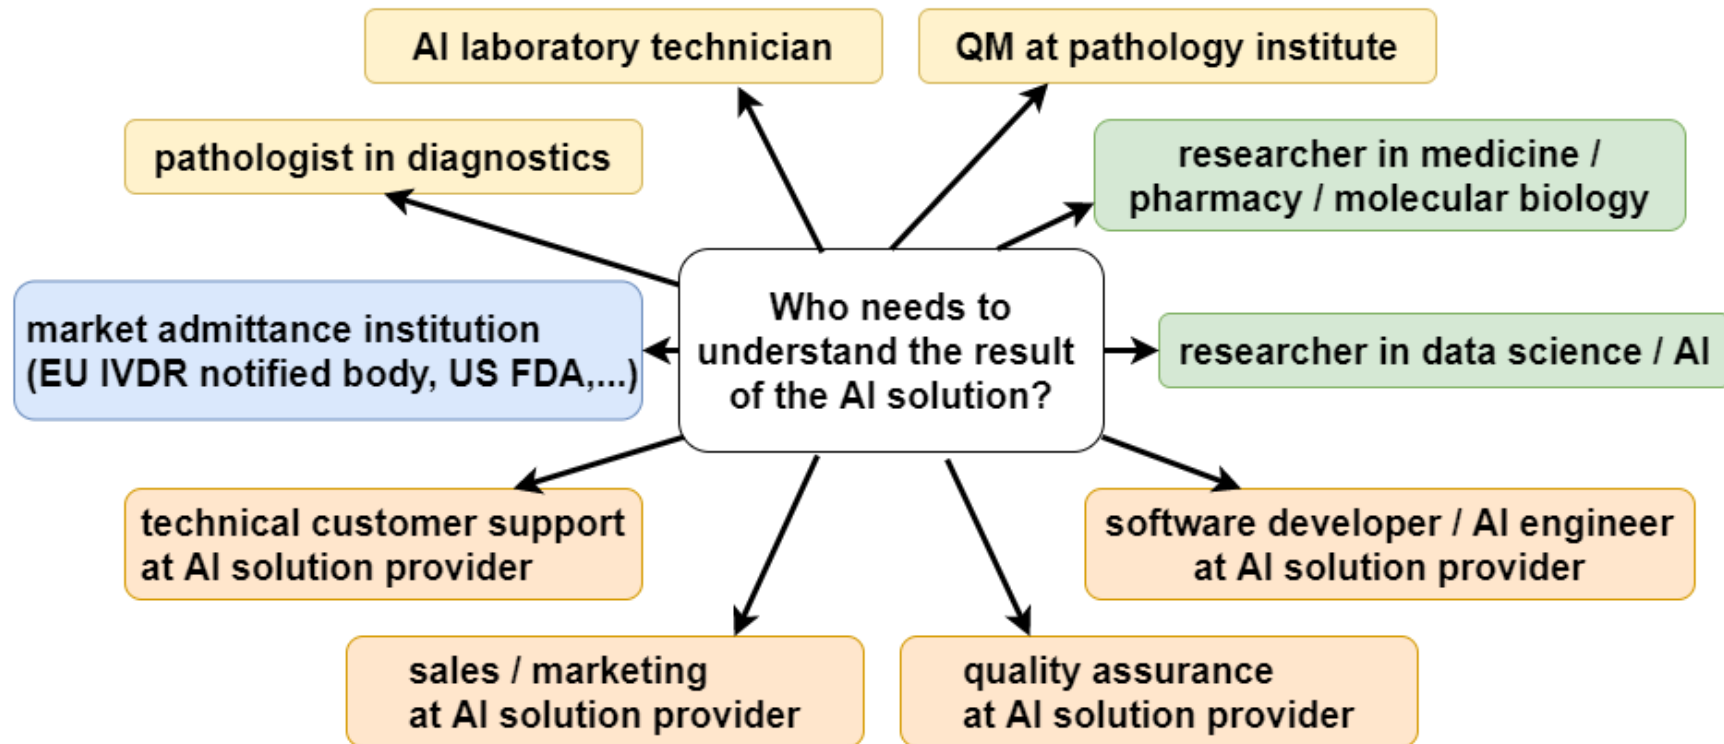 AI laboratory technician
QM at pathology institute
pathologist in diagnostics
researcher in medicine /
pharmacy / molecular biology
Who needs to
understand the result
of the AI solution?
market admittance institution
(EU IVDR notified body, US FDA,...)
researcher in data science / AI
technical customer support
at AI solution provider
software developer / AI engineer
at AI solution provider
sales / marketing
at AI solution provider
quality assurance
at AI solution provider